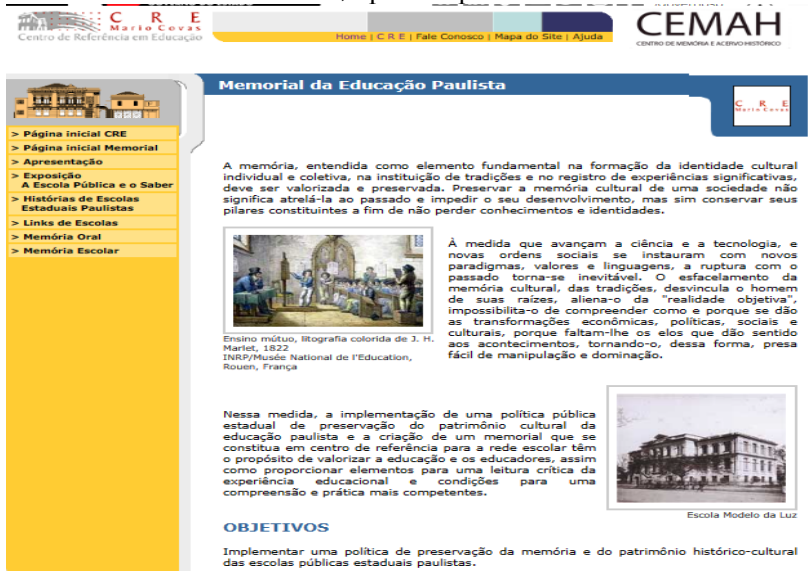 C R E
Mario Covas
Centro de Referência em Educação
Home | C R E | Fale Conosco | Mapa do Site | Ajuda
CEMAH
CENTRO DE MEMÓRIA E ACERVO HISTÓRICO
Memorial da Educação Paulista
C R E
Mario Covas
> Página inicial CRE
> Página inicial Memorial
> Apresentação
> Exposição
A Escola Pública e o Saber
> Histórias de Escolas
Estaduais Paulistas
> Links de Escolas
> Memória Oral
> Memória Escolar
A memória, entendida como elemento fundamental na formação da identidade cultural
individual e coletiva, na instituição de tradições e no registro de experiências significativas,
deve ser valorizada e preservada. Preservar a memória cultural de uma sociedade não
significa atrelá-la ao passado e impedir o seu desenvolvimento, mas sim conservar seus
pilares constituintes a fim de não perder conhecimentos e identidades.
À medida que avançam a ciência e a tecnologia, e
novas ordens sociais se instauram com novos
paradigmas, valores e linguagens, a ruptura com o
passado torna-se inevitável. O esfacelamento da
memória cultural, das tradições, desvincula o homem
de suas raízes, aliena-o da "realidade objetiva",
impossibilita-o de compreender como e porque se dão
as transformações econômicas, políticas, sociais e
culturais, porque faltam-lhe os elos que dão sentido
aos acontecimentos, tornando-o, dessa forma, presa
fácil de manipulação e dominação.
Ensino mútuo, litografia colorida de J. H.
Marlet, 1822
INRP/Musée National de l'Education,
Rouen, França
Nessa medida, a implementação de uma política pública
estadual de preservação do patrimônio cultural da
educação paulista e a criação de um memorial que se
constitua em centro de referência para a rede escolar têm
o propósito de valorizar a educação e os educadores, assim
como proporcionar elementos para uma leitura crítica da
experiência educacional e condições para uma
compreensão e prática mais competentes.
Escola Modelo da Luz
OBJETIVOS
Implementar uma política de preservação da memória e do patrimônio histórico-cultural
das escolas públicas estaduais paulistas.